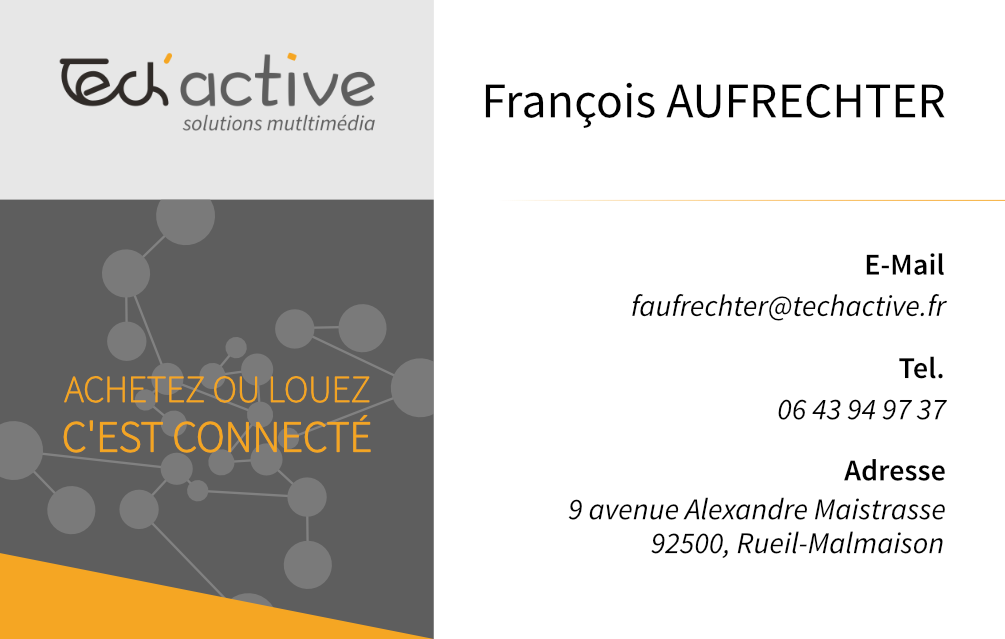 Tech'active
solutions mutltimédia
ACHETEZ OU LOUEZ
C'EST CONNECTÉ
François AUFRECHTER
E-Mail
faufrechter@techactive.fr
Tel.
06 43 94 97 37
Adresse
9 avenue Alexandre Maistrasse
92500, Rueil-Malmaison